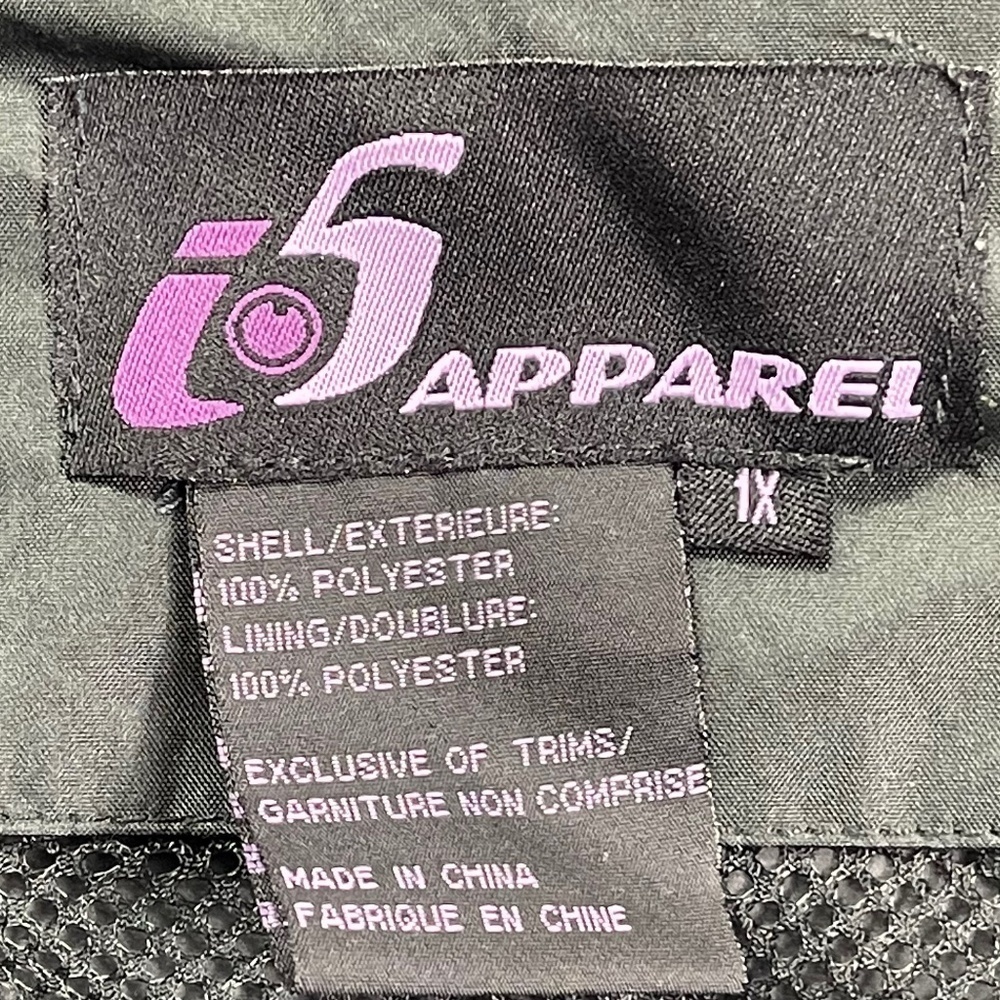 i5
APPAREL
1X
SHELL/EXTERIEURE:
100% POLYESTER
LINING/DOUBLURE:
100% POLYESTER
EXCLUSIVE OF TRIMS/
GARNITURE NON COMPRISE
MADE IN CHINA
FABRIQUE EN CHINE